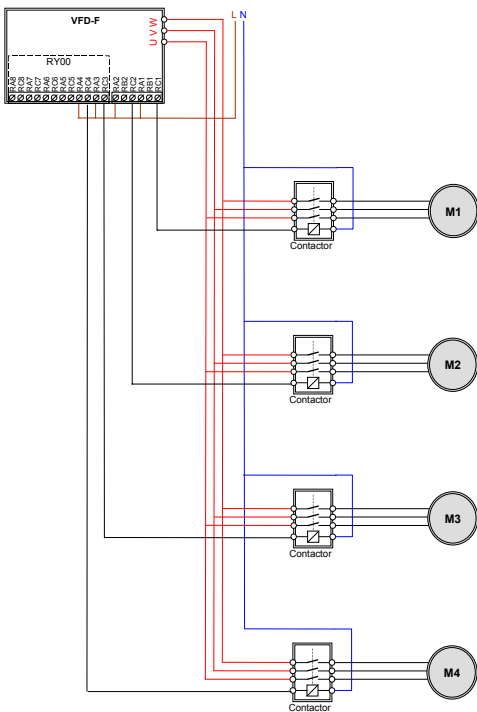 VFD-F
U V W
L N
RY00
RA8
RC8
RA7
RC7
RA6
RC6
RA5
RC5
RA4
RC4
RA3
RC3
RA2
RB2
RC2
RA1
RB1
RC1
M1
Contactor
M2
Contactor
M3
Contactor
M4
Contactor